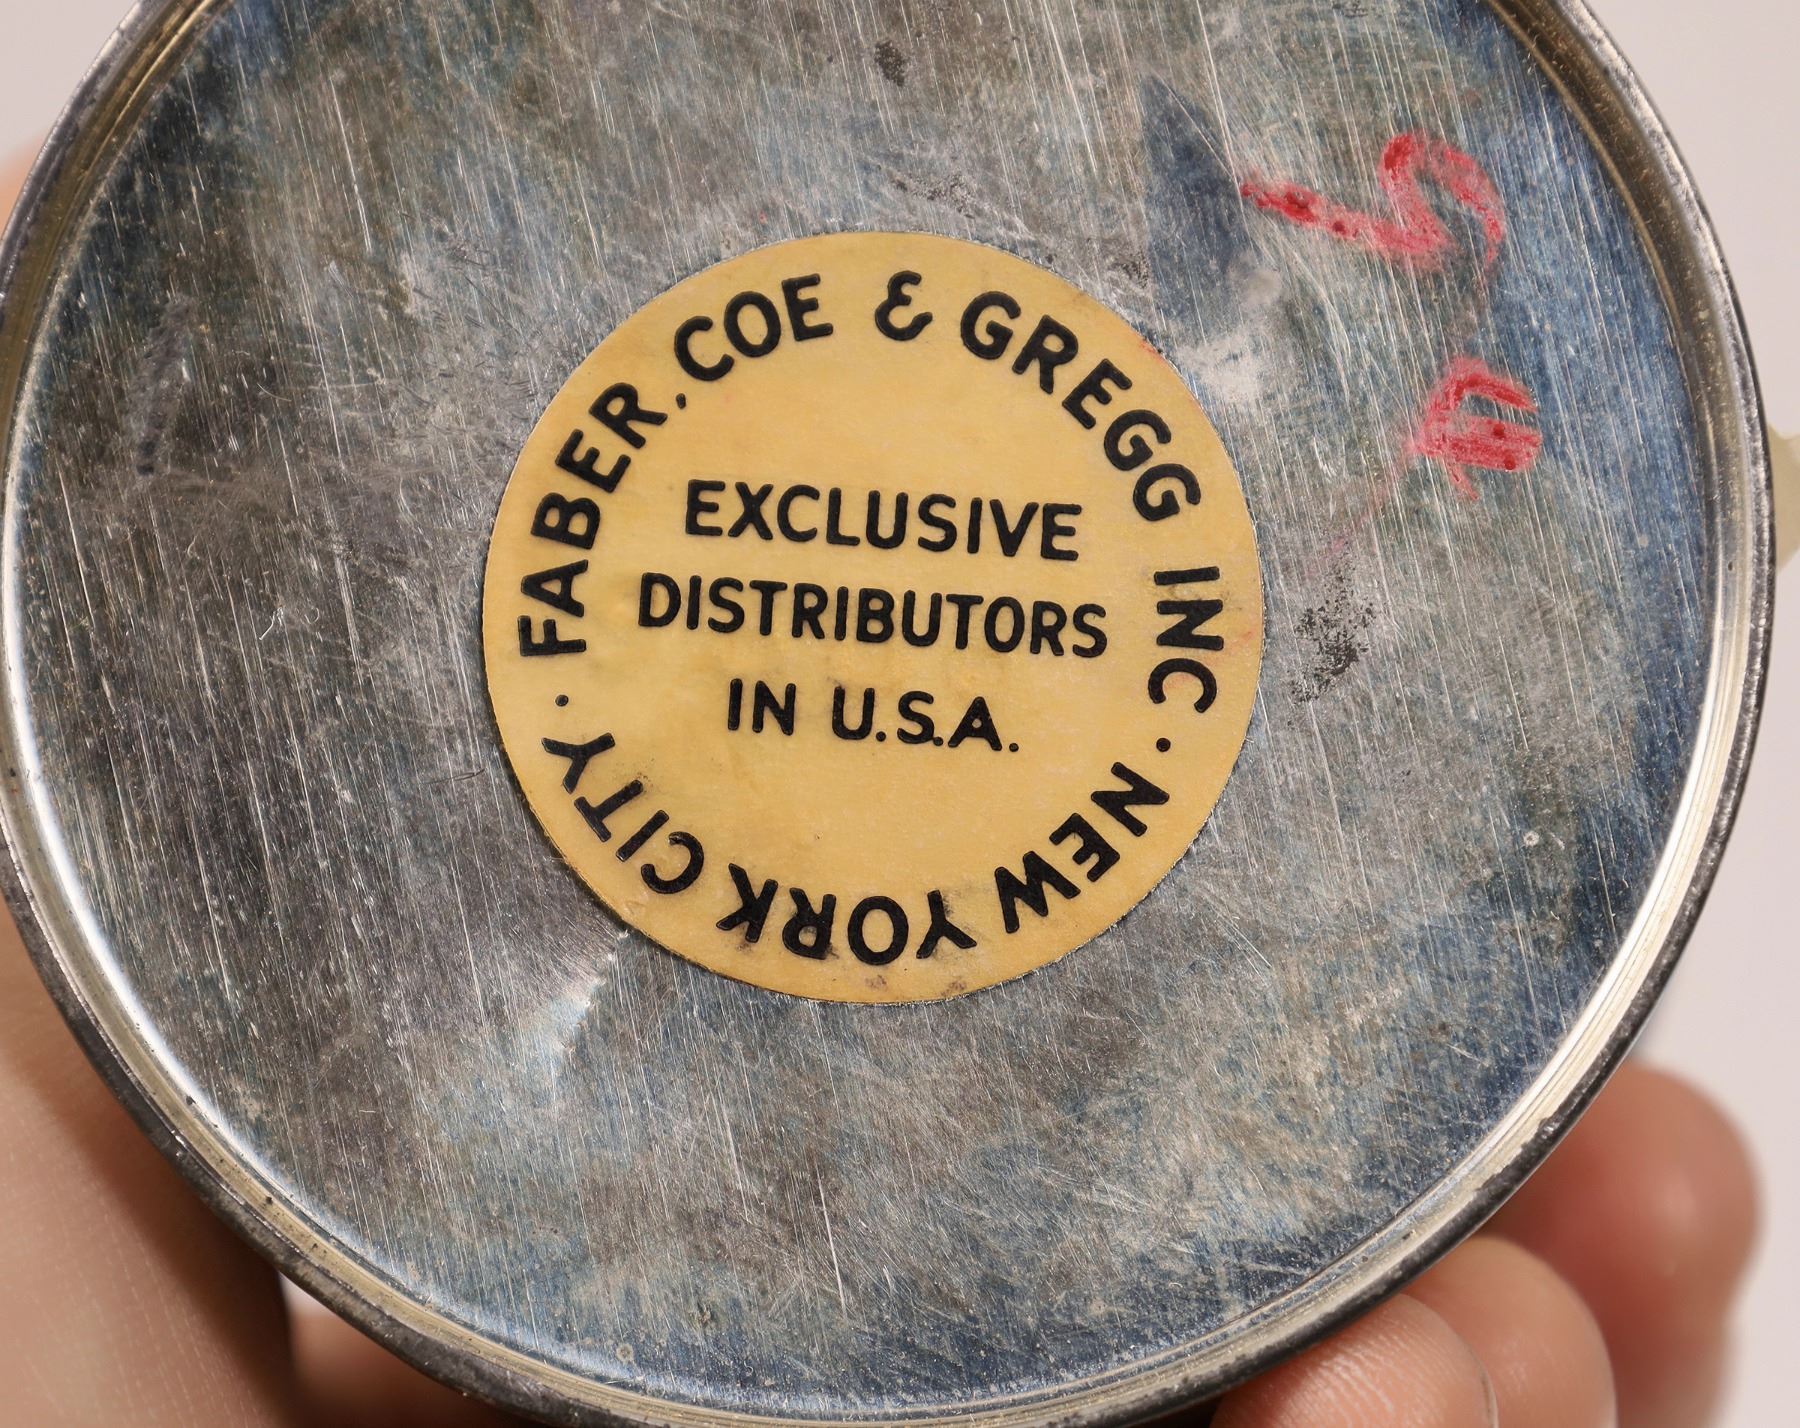 FABER, COE & GREGG INC · NEW YORK CITY ·
EXCLUSIVE
DISTRIBUTORS
IN U.S.A.